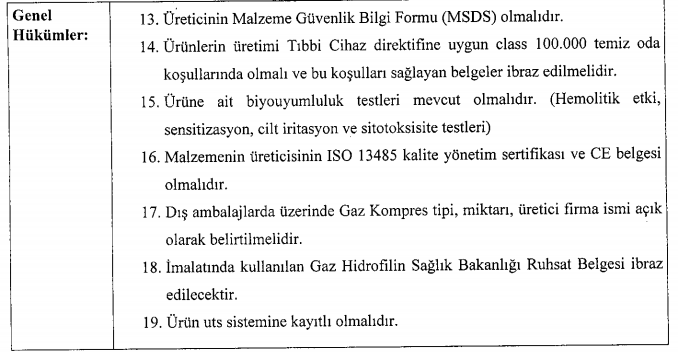 Genel
Hükümler:
13. Üreticinin Malzeme Güvenlik Bilgi Formu (MSDS) olmalıdır.
14. Ürünlerin üretimi Tıbbi Cihaz direktifine uygun class 100.000 temiz oda
koşullarında olmalı ve bu koşulları sağlayan belgeler ibraz edilmelidir.
15. Ürüne ait biyouyumluluk testleri mevcut olmalıdır. (Hemolitik etki,
sensitizasyon, cilt iritasyon ve sitotoksisite testleri)
16. Malzemenin üreticisinin ISO 13485 kalite yönetim sertifikası ve CE belgesi
olmalıdır.
17. Dış ambalajlarda üzerinde Gaz Kompres tipi, miktarı, üretici firma ismi açık
olarak belirtilmelidir.
18. İmalatında kullanılan Gaz Hidrofilin Sağlık Bakanlığı Ruhsat Belgesi ibraz
edilecektir.
19. Ürün uts sistemine kayıtlı olmalıdır.